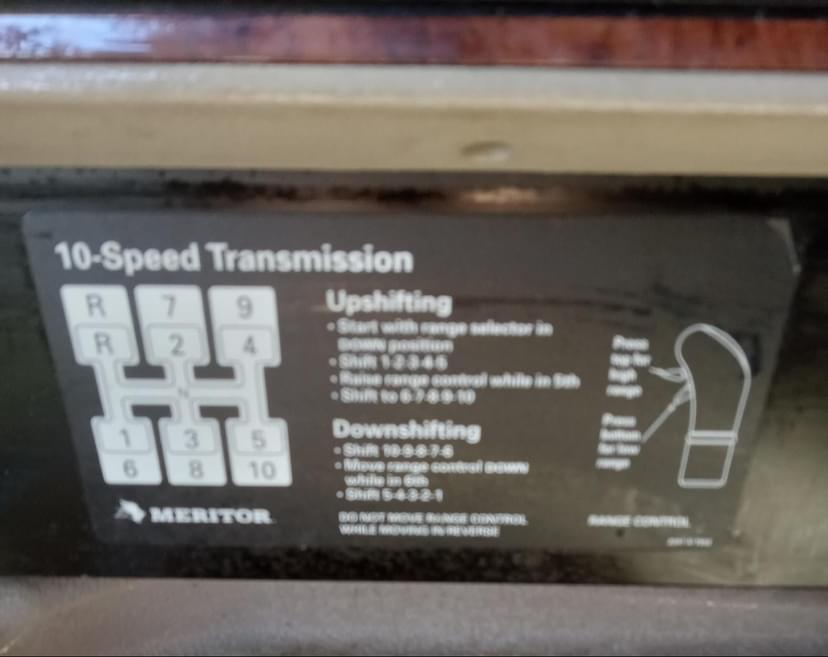 10-Speed Transmission
R 7 9
R 2 4
N
1 3 5
6 8 10
MERITOR
Upshifting
• Start with range selector in
DOWN position
• Shift 1-2-3-4-5
• Raise range control while in 5th
• Shift to 6-7-8-9-10
Downshifting
• Shift 10-9-8-7-6
• Move range control DOWN
while in 6th
• Shift 5-4-3-2-1
DO NOT MOVE RANGE CONTROL
WHILE MOVING IN REVERSE
Press
top for
high
range
Press
bottom
for low
range
RANGE CONTROL